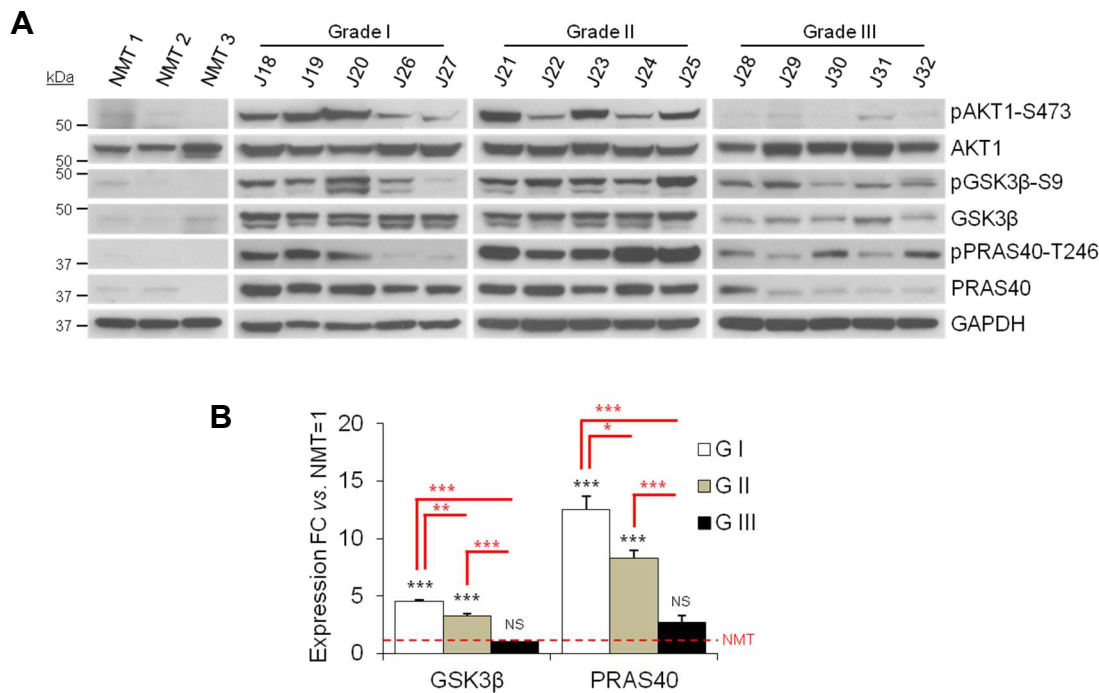 A
Grade I
Grade II
Grade III
kDa
NMT 1
NMT 2
NMT 3
J18
J19
J20
J26
J27
J21
J22
J23
J24
J25
J28
J29
J30
J31
J32
50
pAKT1-S473
50
AKT1
50
pGSK3β-S9
50
GSK3β
37
pPRAS40-T246
37
PRAS40
37
GAPDH
B
Expression FC vs. NMT=1
20
15
10
5
0
***
**
***
***
***
NS
***
*
***
***
***
NS
G I
G II
G III
NMT
GSK3β
PRAS40